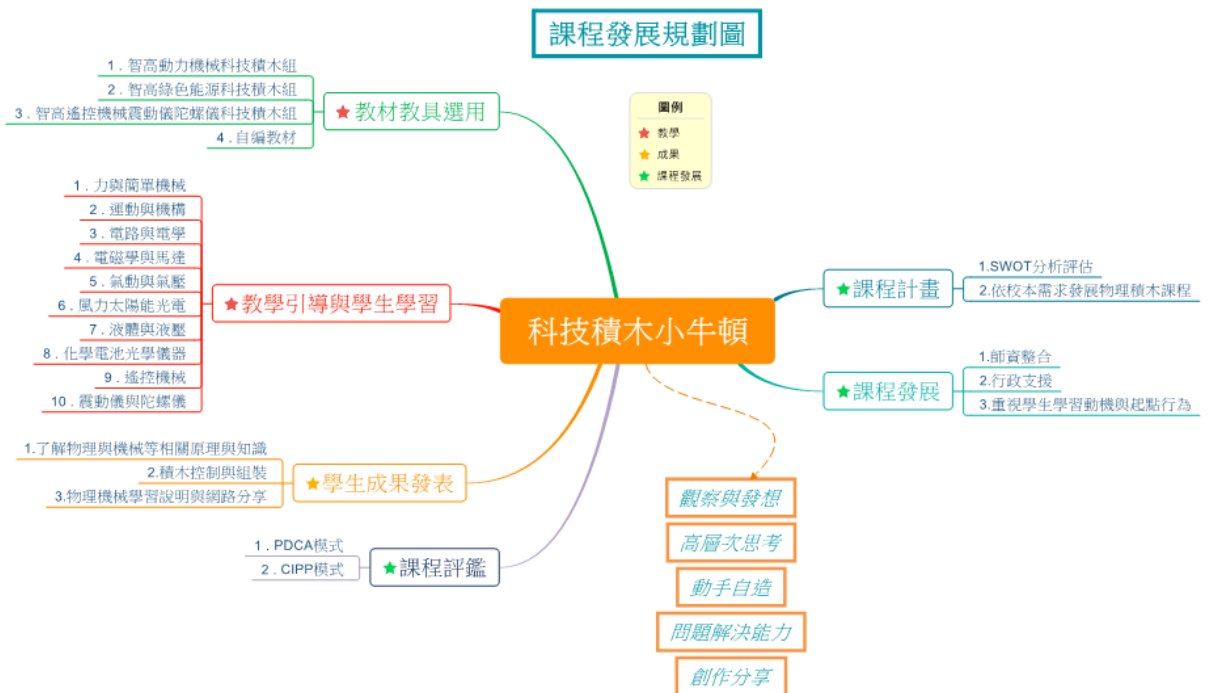 課程發展規劃圖
圖例
教學
成果
課程發展
科技積木小牛頓
教材教具選用
1．智高動力機械科技積木組
2．智高綠色能源科技積木組
3．智高遙控機械震動儀陀螺儀科技積木組
4．自編教材
教學引導與學生學習
1．力與簡單機械
2．運動與機構
3．電路與電學
4．電磁學與馬達
5．氣動與氣壓
6．風力太陽能光電
7．液體與液壓
8．化學電池光學儀器
9．遙控機械
10．震動儀與陀螺儀
學生成果發表
1.了解物理與機械等相關原理與知識
2.積木控制與組裝
3.物理機械學習說明與網路分享
課程評鑑
1．PDCA模式
2．CIPP模式
課程計畫
1.SWOT分析評估
2.依校本需求發展物理積木課程
課程發展
1.師資整合
2.行政支援
3.重視學生學習動機與起點行為
觀察與發想
高層次思考
動手自造
問題解決能力
創作分享